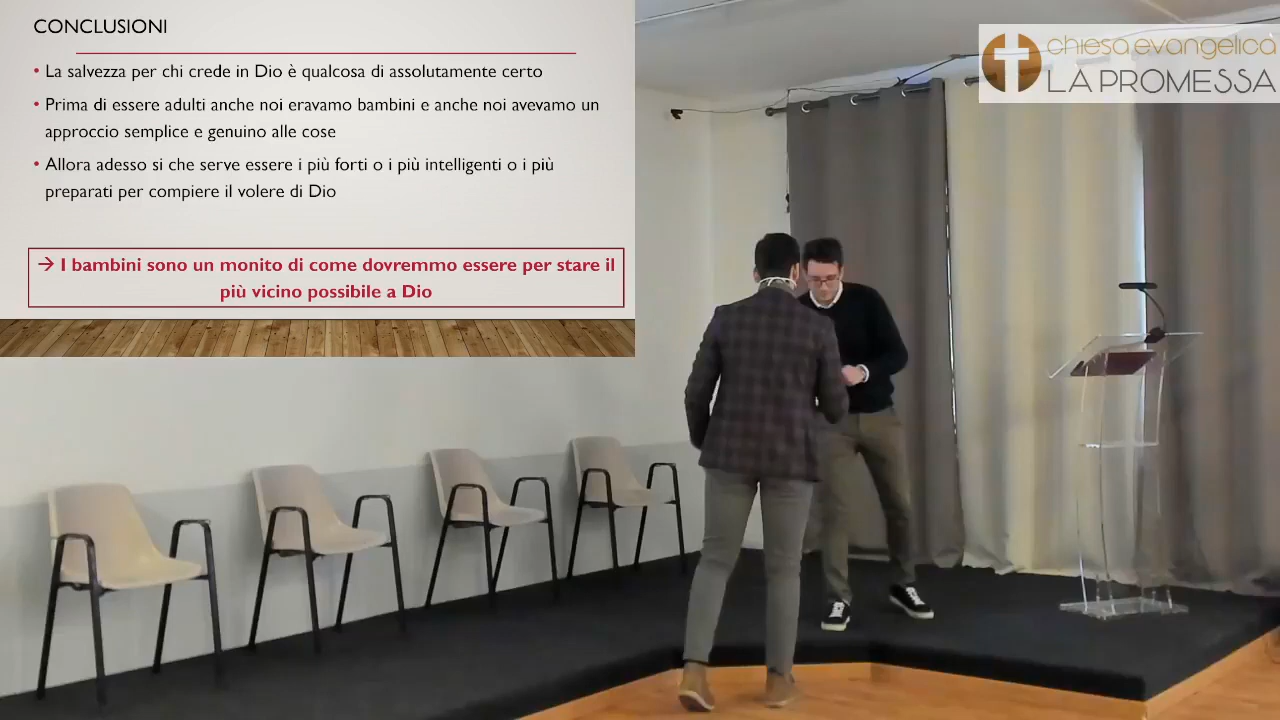 CONCLUSIONI
• La salvezza per chi crede in Dio è qualcosa di assolutamente certo
• Prima di essere adulti anche noi eravamo bambini e anche noi avevamo un
approccio semplice e genuino alle cose
• Allora adesso si che serve essere i più forti o i più intelligenti o i più
preparati per compiere il volere di Dio
→ I bambini sono un monito di come dovremmo essere per stare il
più vicino possibile a Dio
chiesa evangelica
LA PROMESSA